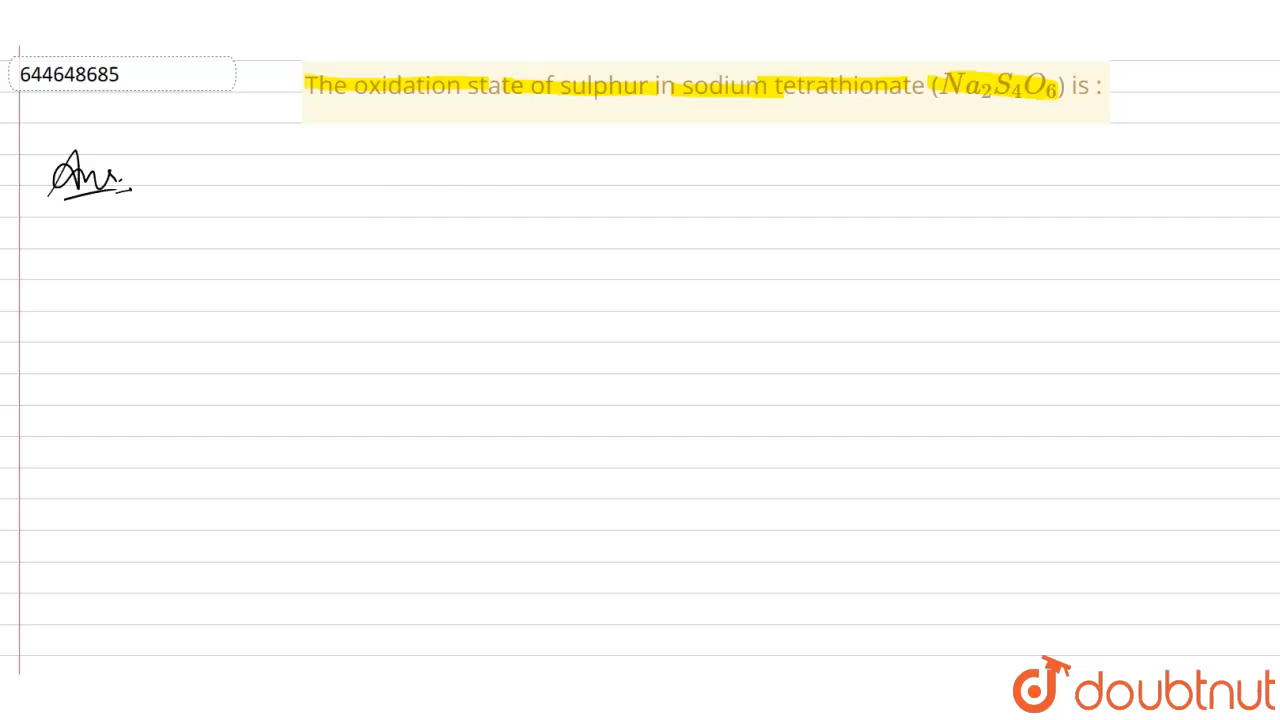 644648685
The oxidation state of sulphur in sodium tetrathionate (Na₂S₄O₆) is :
Ans.
doubtnut